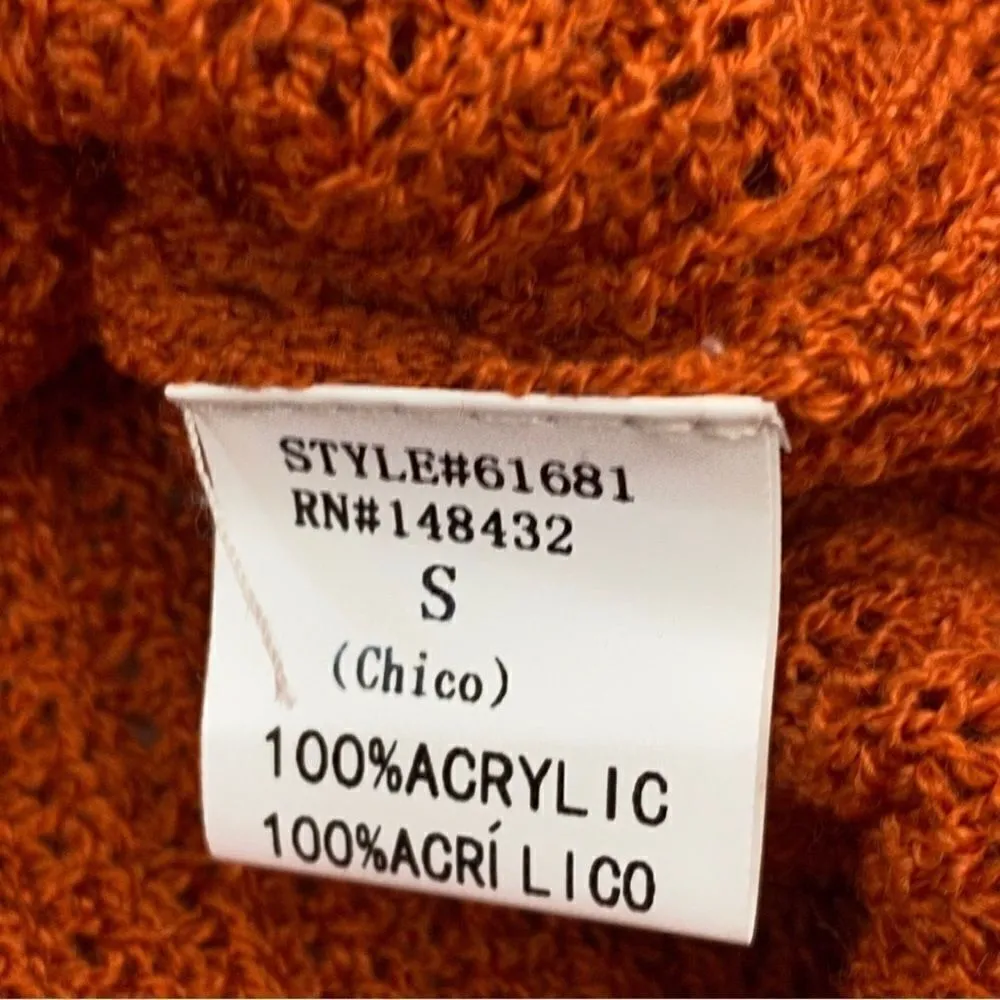 STYLE#61681
RN#148432
S
(Chico)
100%ACRYLIC
100%ACRÍLICO